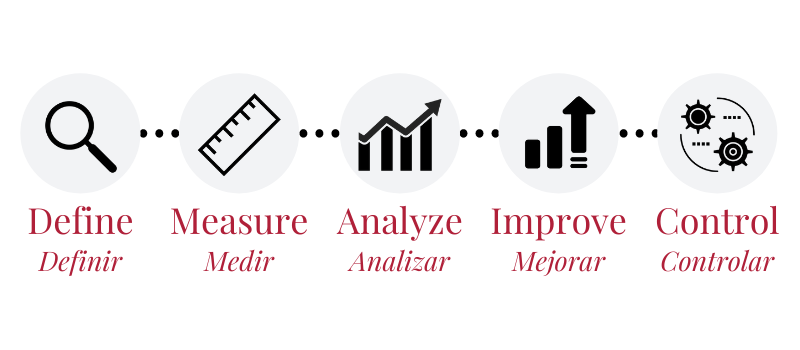 Define
Definir
Measure
Medir
Analyze
Analizar
Improve
Mejorar
Control
Controlar